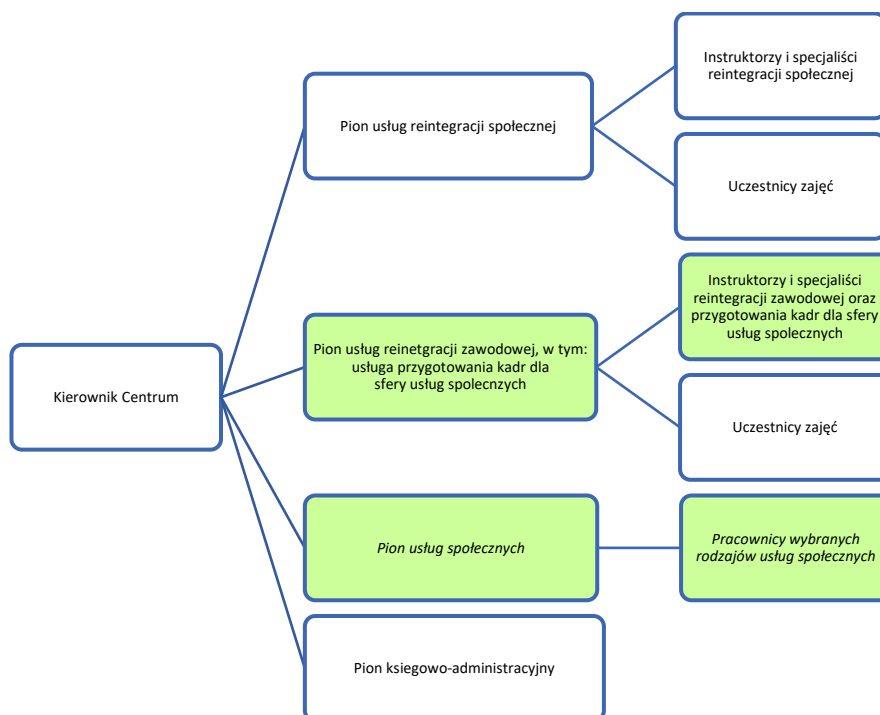 Kierownik Centrum
Pion usług reintegracji społecznej
Instruktorzy i specjaliści
reintegracji społecznej
Uczestnicy zajęć
Pion usług reinetgracji zawodowej, w tym:
usługa przygotowania kadr dla
sfery usług spolecnzych
Instruktorzy i specjaliści
reintegracji zawodowej oraz
przygotowania kadr dla sfery
usług spolecznych
Uczestnicy zajęć
Pion usług społecznych
Pracownicy wybranych
rodzajów usług społecznych
Pion ksiegowo-administracyjny